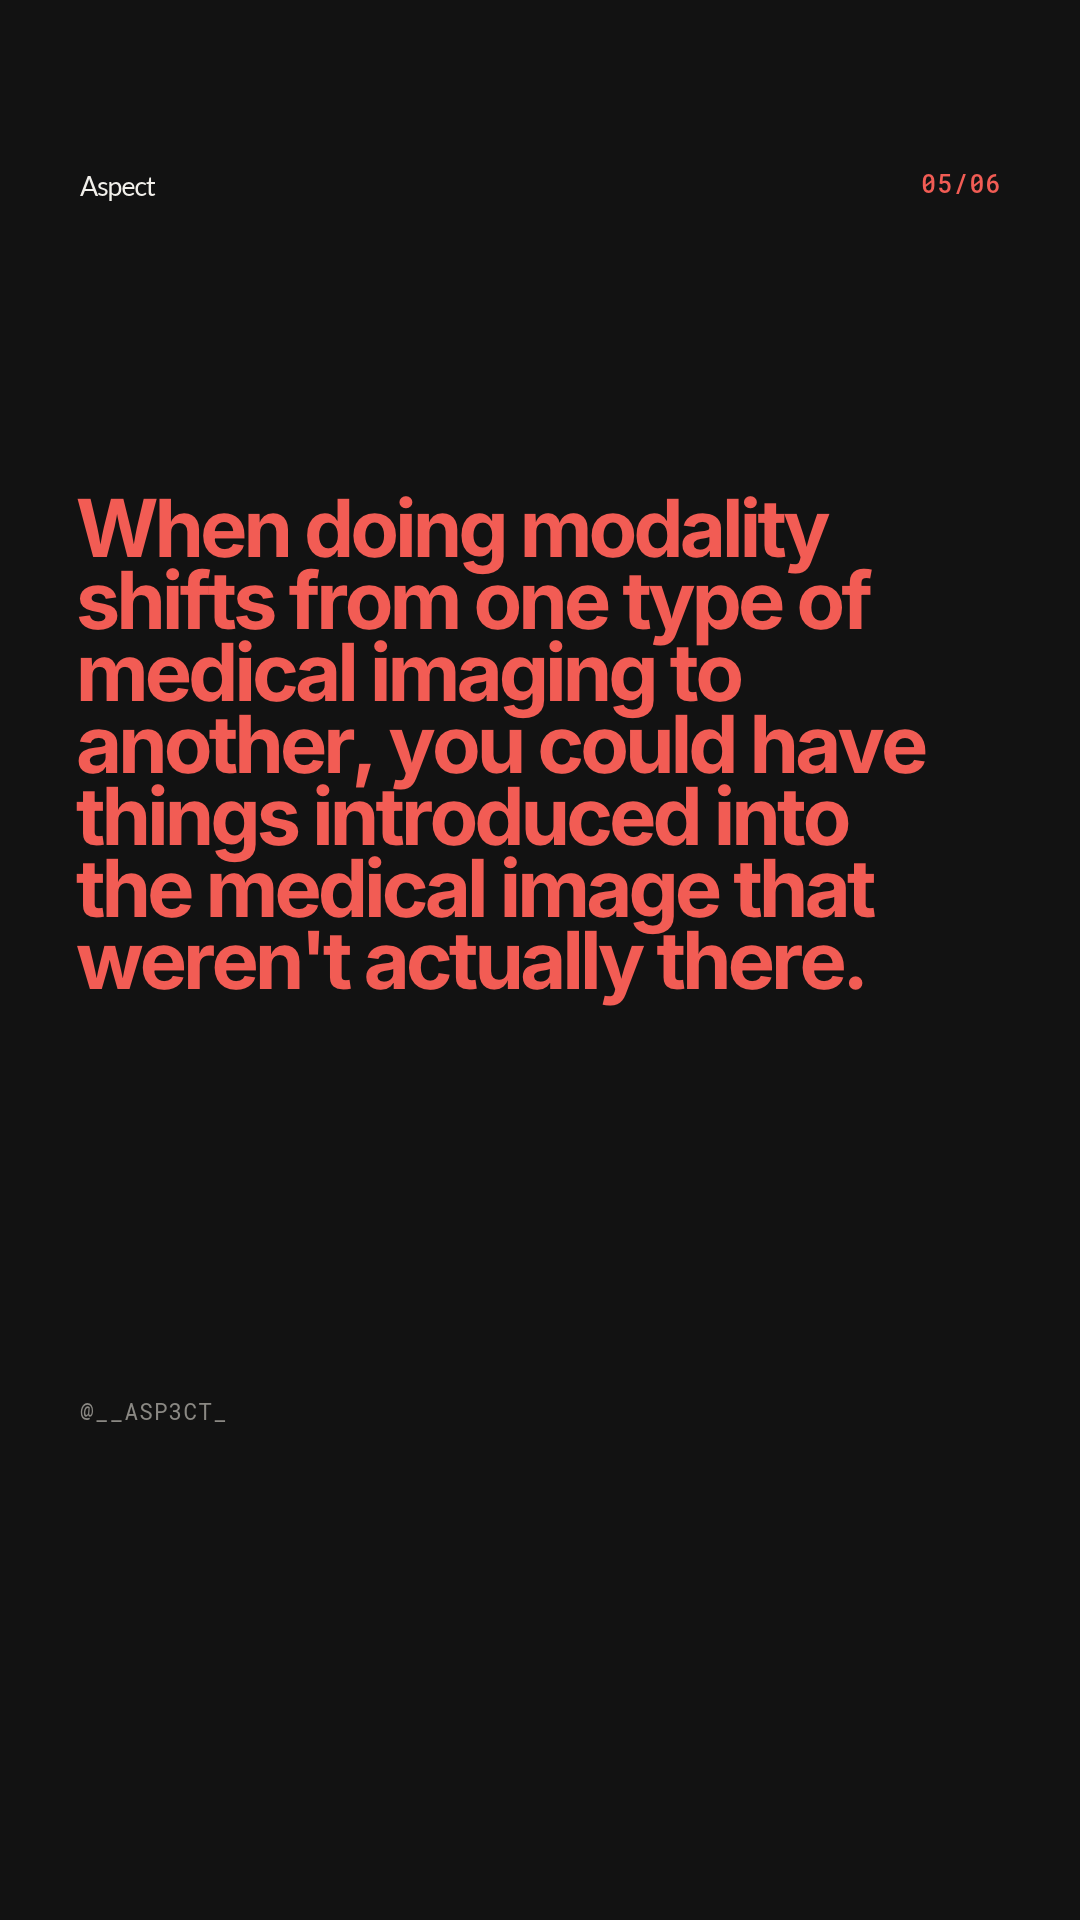 Aspect
05/06
When doing modality
shifts from one type of
medical imaging to
another, you could have
things introduced into
the medical image that
weren't actually there.
@__ASP3CT_